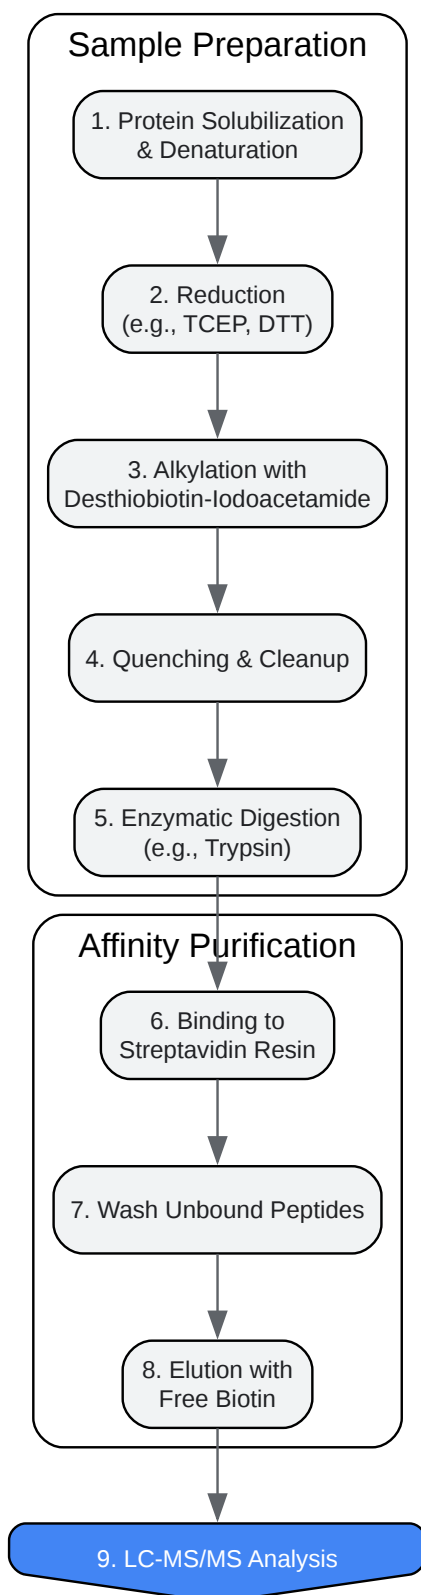 Sample Preparation
1. Protein Solubilization
& Denaturation
2. Reduction
(e.g., TCEP, DTT)
3. Alkylation with
Desthiobiotin-Iodoacetamide
4. Quenching & Cleanup
5. Enzymatic Digestion
(e.g., Trypsin)
Affinity Purification
6. Binding to
Streptavidin Resin
7. Wash Unbound Peptides
8. Elution with
Free Biotin
9. LC-MS/MS Analysis